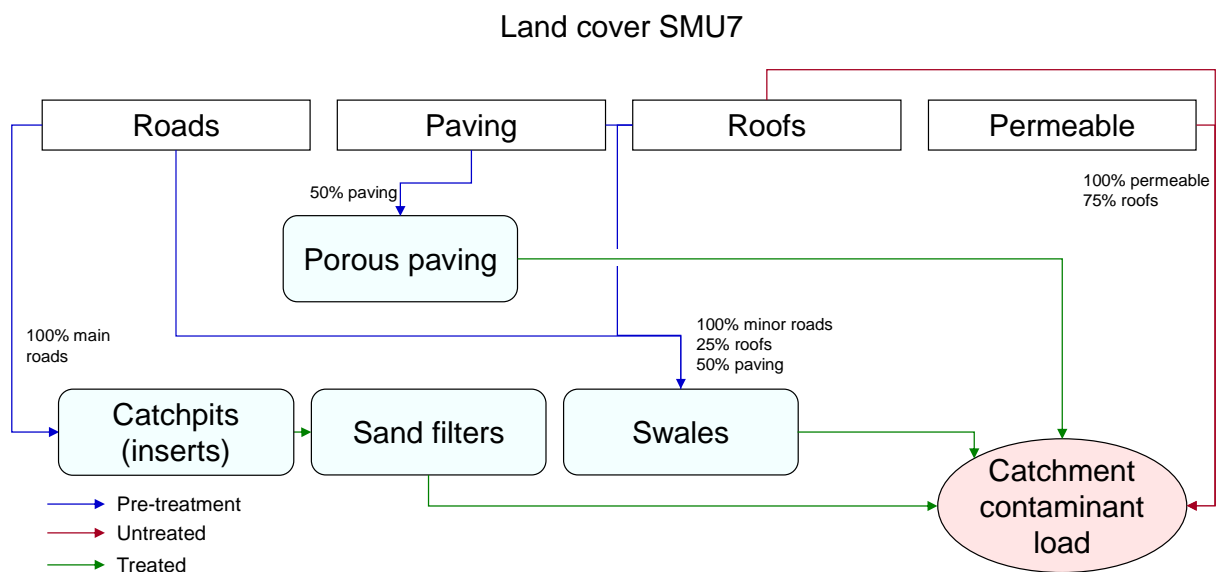 Land cover SMU7
Roads
Paving
Roofs
Permeable
50% paving
100% permeable
75% roofs
Porous paving
100% main
roads
100% minor roads
25% roofs
50% paving
Catchpits
(inserts)
Sand filters
Swales
Catchment
contaminant
load
Pre-treatment
Untreated
Treated